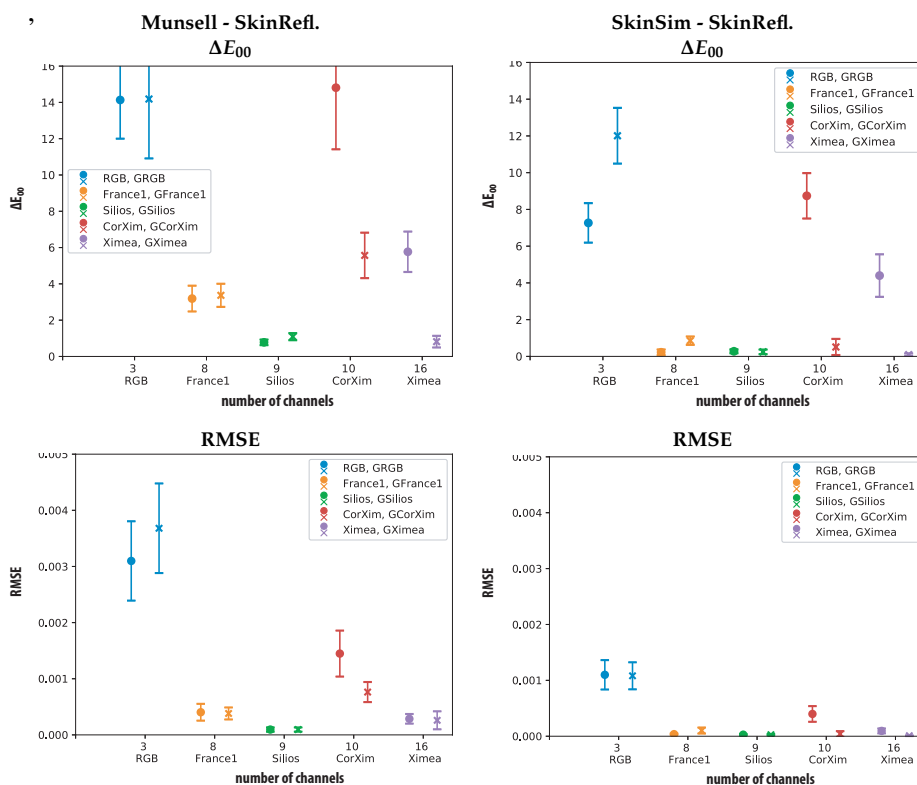 ,
Munsell - SkinRefl.
ΔE00
16
14
12
10
8
6
4
2
0
ΔE00
RGB, GRGB
France1, GFrance1
Silios, GSilios
CorXim, GCorXim
Ximea, GXimea
3 8 9 10 16
RGB France1 Silios CorXim Ximea
number of channels
SkinSim - SkinRefl.
ΔE00
16
14
12
10
8
6
4
2
0
ΔE00
RGB, GRGB
France1, GFrance1
Silios, GSilios
CorXim, GCorXim
Ximea, GXimea
3 8 9 10 16
RGB France1 Silios CorXim Ximea
number of channels
RMSE
0.005
0.004
0.003
0.002
0.001
0.000
RMSE
RGB, GRGB
France1, GFrance1
Silios, GSilios
CorXim, GCorXim
Ximea, GXimea
3 8 9 10 16
RGB France1 Silios CorXim Ximea
number of channels
RMSE
0.005
0.004
0.003
0.002
0.001
0.000
RMSE
RGB, GRGB
France1, GFrance1
Silios, GSilios
CorXim, GCorXim
Ximea, GXimea
3 8 9 10 16
RGB France1 Silios CorXim Ximea
number of channels